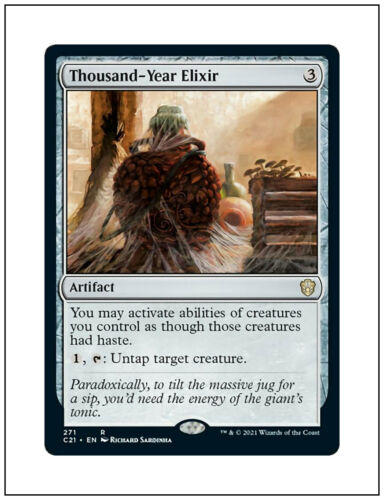 Thousand-Year Elixir 3
Artifact
You may activate abilities of creatures
you control as though those creatures
had haste.
1, : Untap target creature.
Paradoxically, to tilt the massive jug for
a sip, you'd need the energy of the giant's
tonic.
271 R
C21 • EN Richard Sardinha
™ & © 2021 Wizards of the Coast